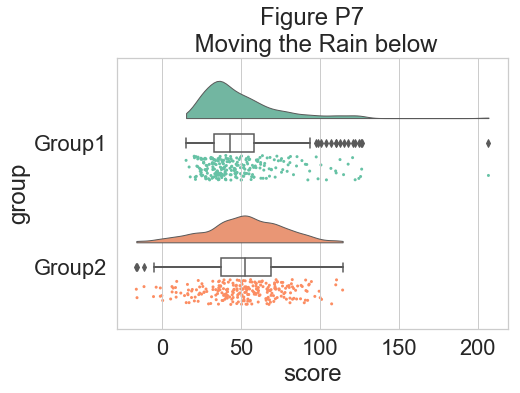 Figure P7
Moving the Rain below
group
Group1
Group2
0
50
100
150
200
score